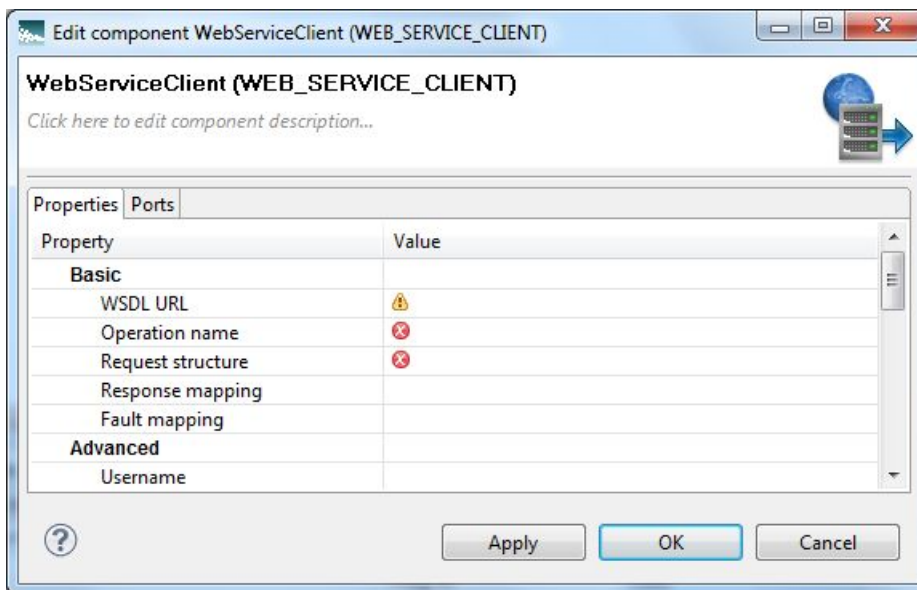 Edit component WebServiceClient (WEB_SERVICE_CLIENT)
WebServiceClient (WEB_SERVICE_CLIENT)
Click here to edit component description...
Properties Ports
Property Value
Basic
WSDL URL
Operation name
Request structure
Response mapping
Fault mapping
Advanced
Username
Apply OK Cancel